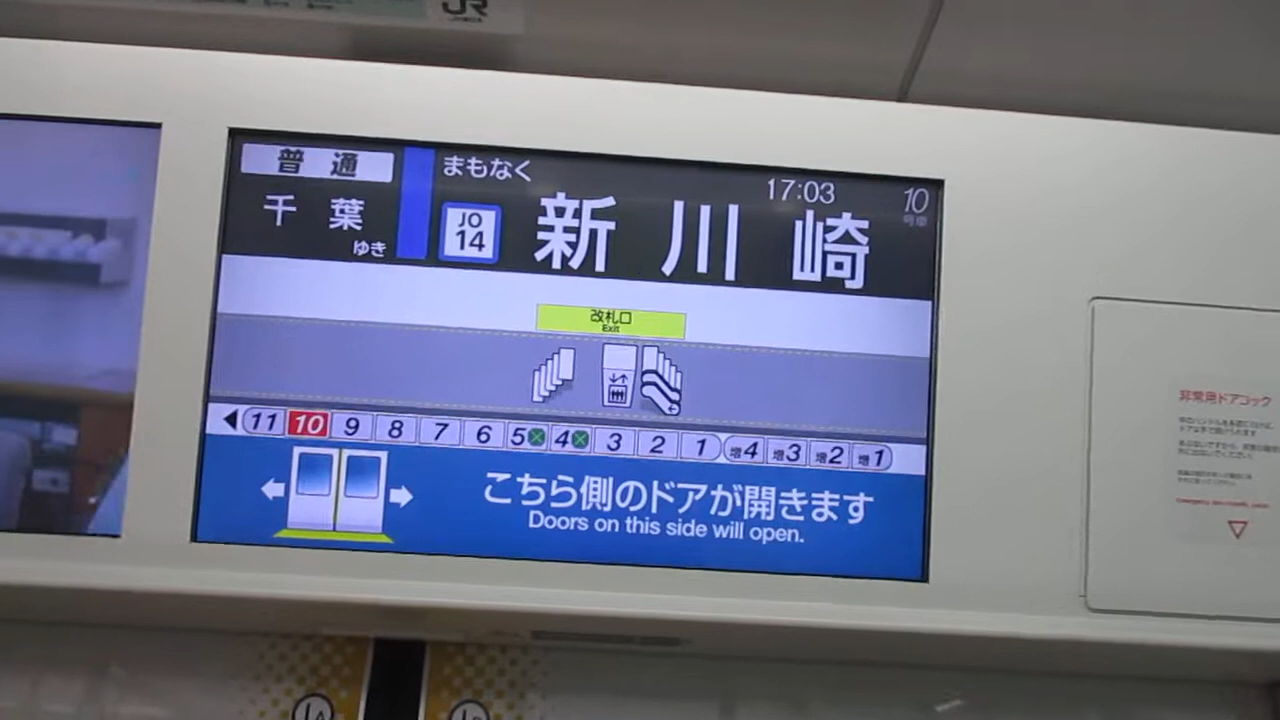 JR
普通
千葉
ゆき
まもなく
JO
14
新川崎
17:03
10
号車
改札口
Exit
11 10 9 8 7 6 5 4 3 2 1 増4 増3 増2 増1
こちら側のドアが開きます
Doors on this side will open.
非常用ドアコック